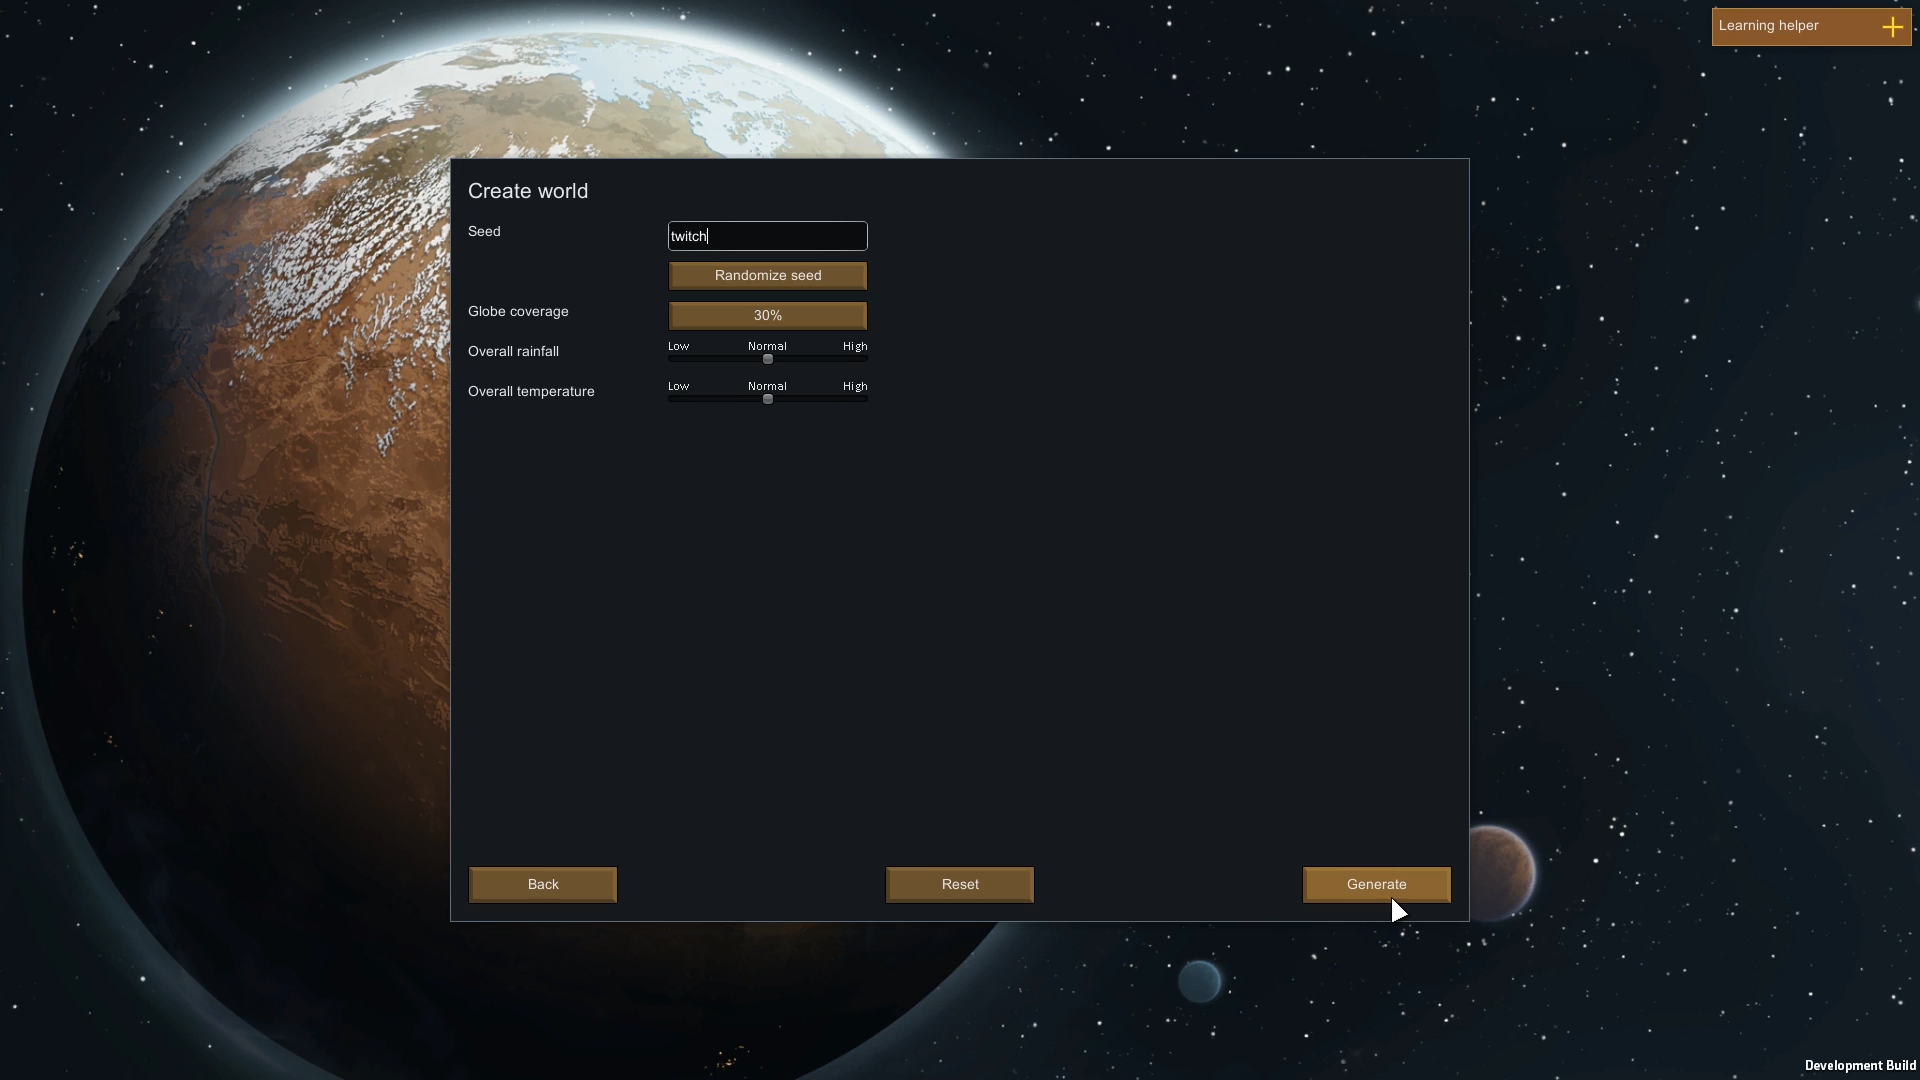 Learning helper
Create world
Seed
twitch
Randomize seed
Globe coverage
30%
Overall rainfall
Low Normal High
Overall temperature
Low Normal High
Back
Reset
Generate
Development Build